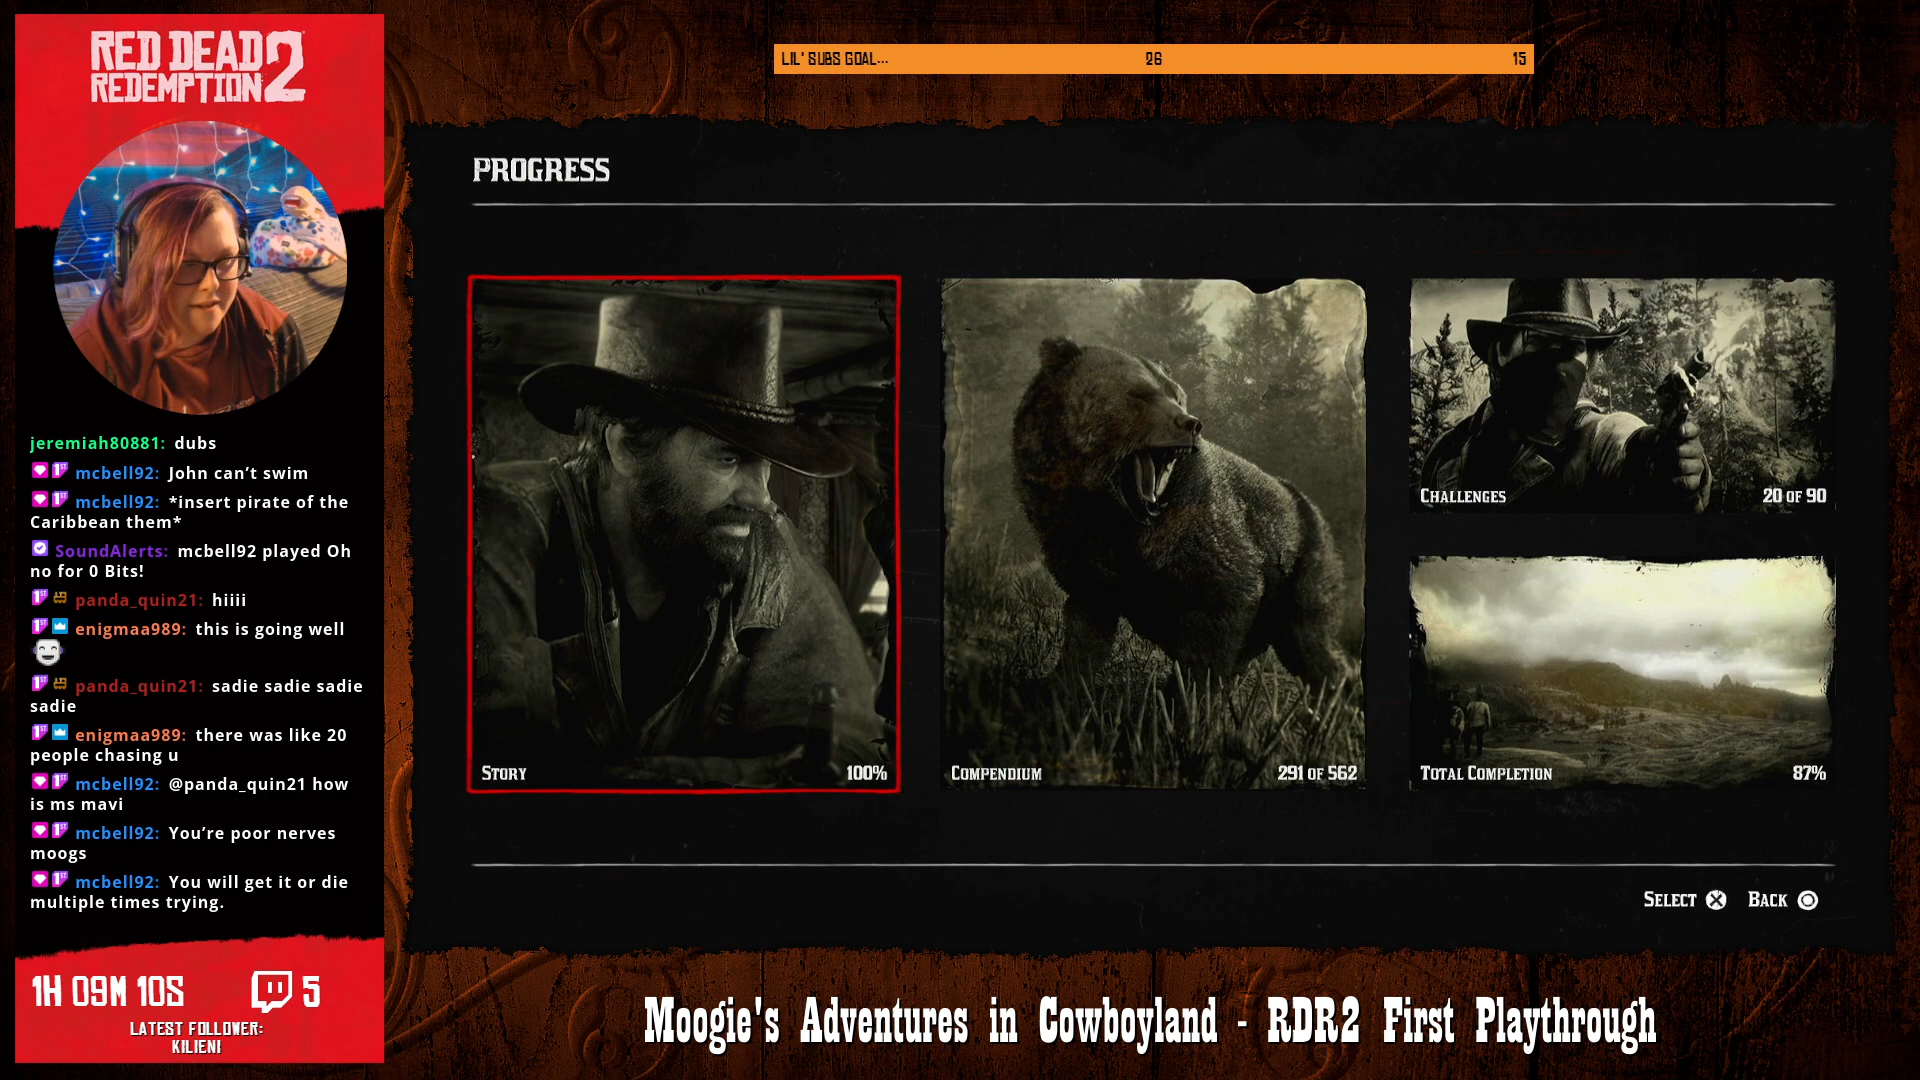 RED DEAD
REDEMPTION 2
LIL' SUBS GOAL... 26 15
PROGRESS
STORY 100%
COMPENDIUM 291 OF 562
CHALLENGES 20 OF 90
TOTAL COMPLETION 87%
SELECT BACK
jeremiah80881: dubs
mcbell92: John can’t swim
mcbell92: *insert pirate of the
Caribbean them*
SoundAlerts: mcbell92 played Oh
no for 0 Bits!
panda_quin21: hiiii
enigmaa989: this is going well
panda_quin21: sadie sadie sadie
sadie
enigmaa989: there was like 20
people chasing u
mcbell92: @panda_quin21 how
is ms mavi
mcbell92: You’re poor nerves
moogs
mcbell92: You will get it or die
multiple times trying.
1H 09M 10S 5
LATEST FOLLOWER:
KILIENI
Moogie's Adventures in Cowboyland - RDR2 First Playthrough